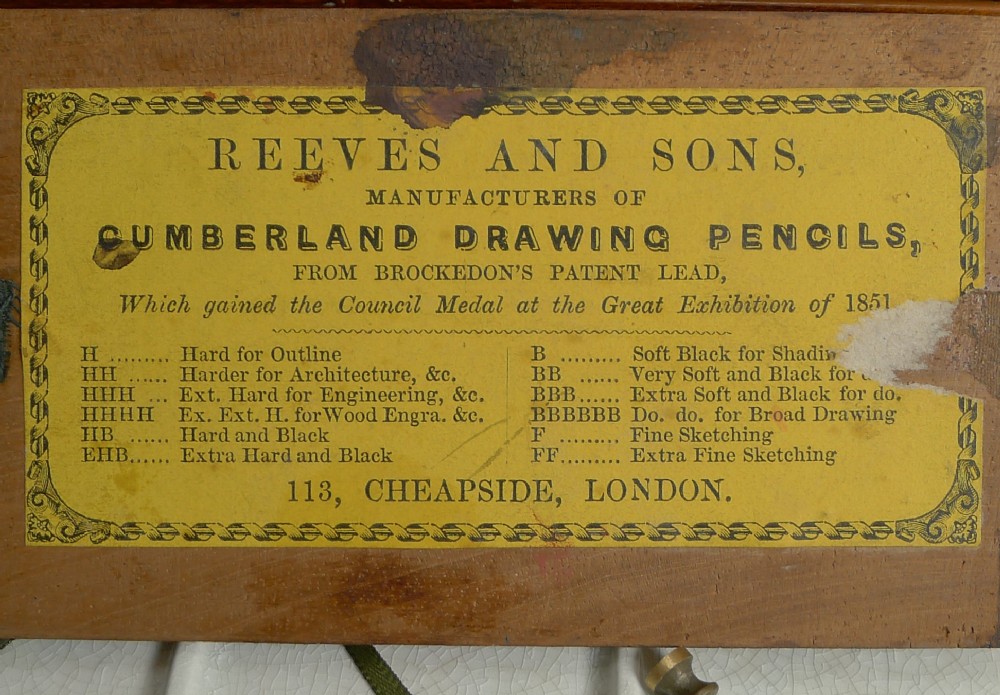 REEVES AND SONS,
MANUFACTURERS OF
CUMBERLAND DRAWING PENCILS,
FROM BROCKEDON'S PATENT LEAD,
Which gained the Council Medal at the Great Exhibition of 1851
H ......... Hard for Outline
HH ...... Harder for Architecture, &c.
HHH ... Ext. Hard for Engineering, &c.
HHHH Ex. Ext. H. for Wood Engra. &c.
HB ...... Hard and Black
EHB...... Extra Hard and Black
B ......... Soft Black for
BB ...... Very Soft and Black for
BBB...... Extra Soft and Black for do.
BBBBBB Do. do. for Broad Drawing
F ......... Fine Sketching
FF......... Extra Fine Sketching
113, CHEAPSIDE, LONDON.